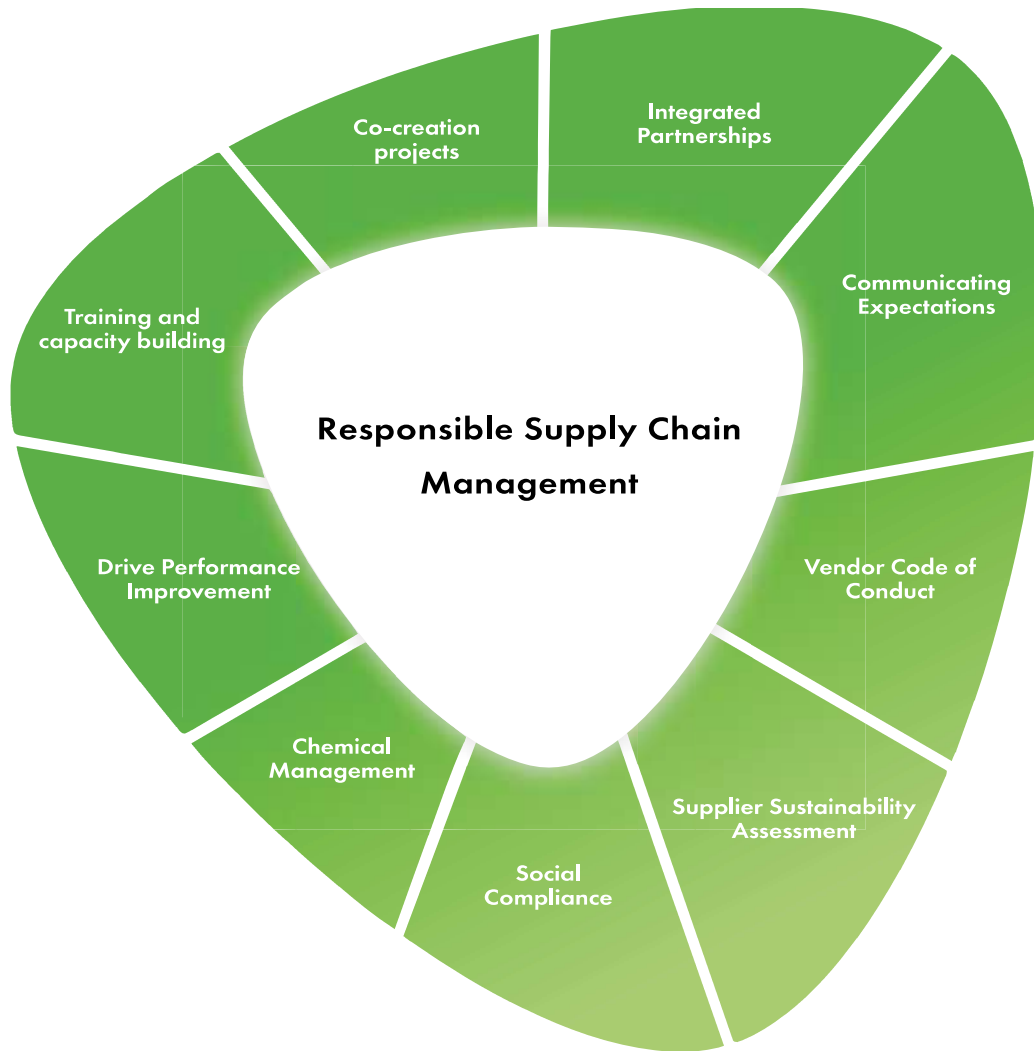 Co-creation
projects
Integrated
Partnerships
Communicating
Expectations
Training and
capacity building
Responsible Supply Chain
Management
Drive Performance
Improvement
Vendor Code of
Conduct
Chemical
Management
Supplier Sustainability
Assessment
Social
Compliance